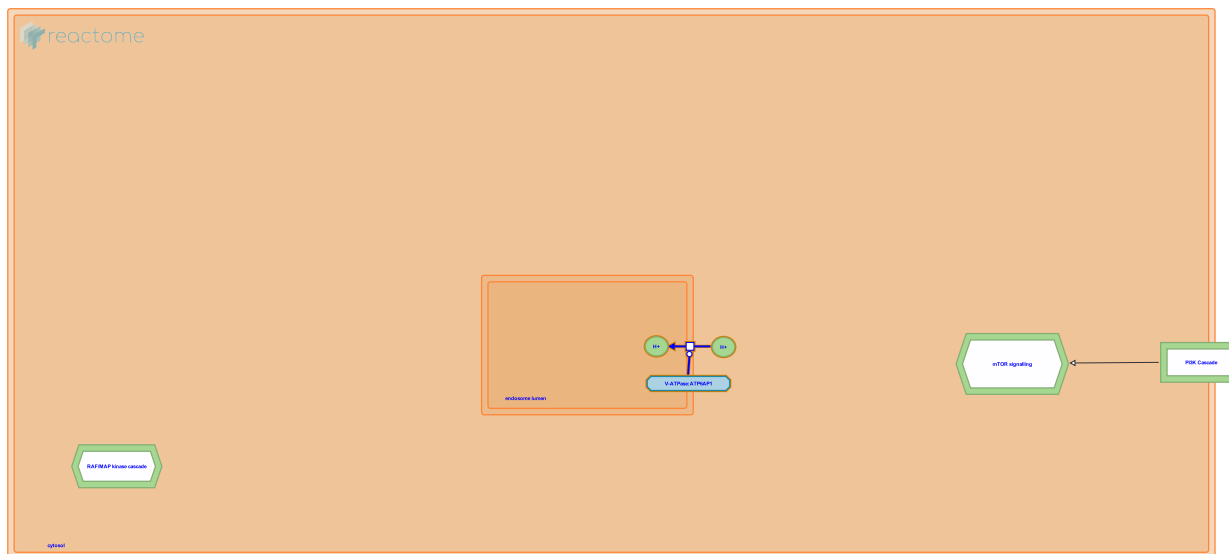 reactome
H+
H+
V-ATPase:ATP6AP1
endosome lumen
mTOR signalling
PI3K Cascade
RAF/MAP kinase cascade
cytosol